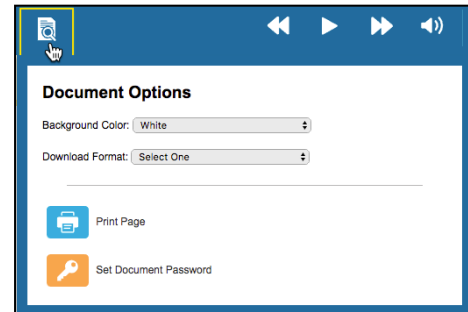 Document Options
Background Color: White
Download Format: Select One
Print Page
Set Document Password